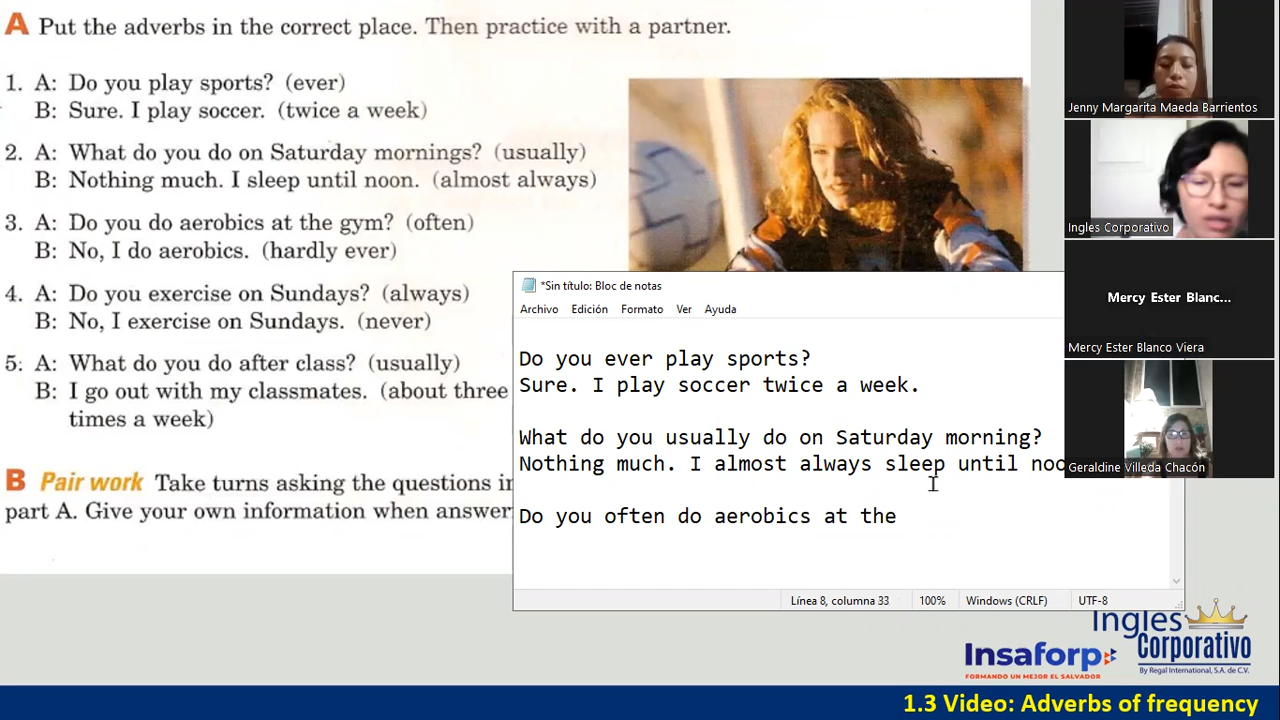 A Put the adverbs in the correct place. Then practice with a partner.
1. A: Do you play sports? (ever)
B: Sure. I play soccer. (twice a week)
2. A: What do you do on Saturday mornings? (usually)
B: Nothing much. I sleep until noon. (almost always)
3. A: Do you do aerobics at the gym? (often)
B: No, I do aerobics. (hardly ever)
4. A: Do you exercise on Sundays? (always)
B: No, I exercise on Sundays. (never)
5: A: What do you do after class? (usually)
B: I go out with my classmates. (about three
times a week)
B Pair work Take turns asking the questions in
part A. Give your own information when answer
*Sin título: Bloc de notas
Archivo Edición Formato Ver Ayuda
Do you ever play sports?
Sure. I play soccer twice a week.
What do you usually do on Saturday morning?
Nothing much. I almost always sleep until noo
Do you often do aerobics at the
Línea 8, columna 33 100% Windows (CRLF) UTF-8
Jenny Margarita Maeda Barrientos
Ingles Corporativo
Mercy Ester Blanc...
Mercy Ester Blanco Viera
Geraldine Villeda Chacón
Insaforp
FORMANDO UN MEJOR EL SALVADOR
Ingles
Corporativo
By Regal International, S.A. de C.V.
1.3 Video: Adverbs of frequency